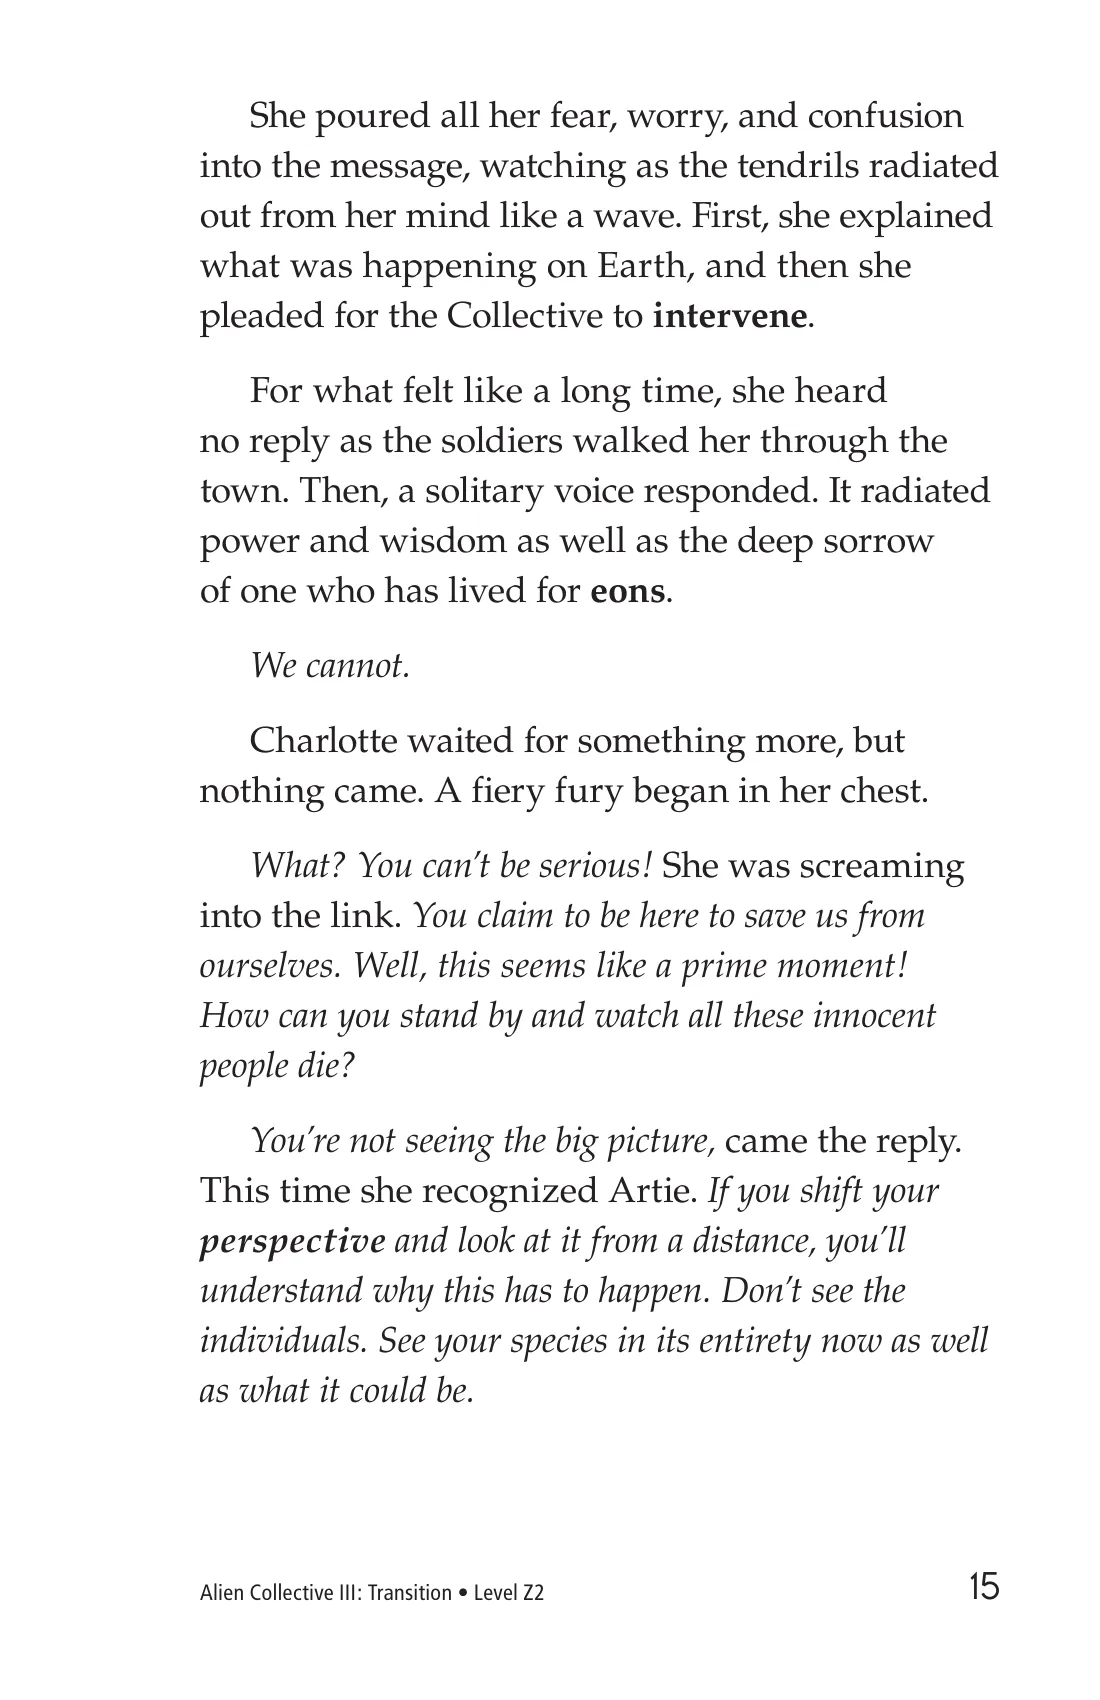 She poured all her fear, worry, and confusion
into the message, watching as the tendrils radiated
out from her mind like a wave. First, she explained
what was happening on Earth, and then she
pleaded for the Collective to intervene.
For what felt like a long time, she heard
no reply as the soldiers walked her through the
town. Then, a solitary voice responded. It radiated
power and wisdom as well as the deep sorrow
of one who has lived for eons.
We cannot.
Charlotte waited for something more, but
nothing came. A fiery fury began in her chest.
What? You can’t be serious! She was screaming
into the link. You claim to be here to save us from
ourselves. Well, this seems like a prime moment!
How can you stand by and watch all these innocent
people die?
You’re not seeing the big picture, came the reply.
This time she recognized Artie. If you shift your
perspective and look at it from a distance, you’ll
understand why this has to happen. Don’t see the
individuals. See your species in its entirety now as well
as what it could be.
Alien Collective III: Transition • Level Z2
15